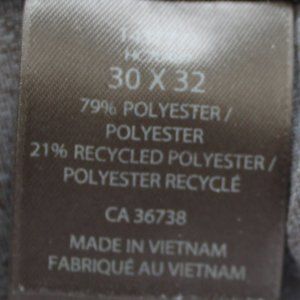 30 X 32
79% POLYESTER /
POLYESTER
21% RECYCLED POLYESTER /
POLYESTER RECYCLÉ
CA 36738
MADE IN VIETNAM
FABRIQUÉ AU VIETNAM